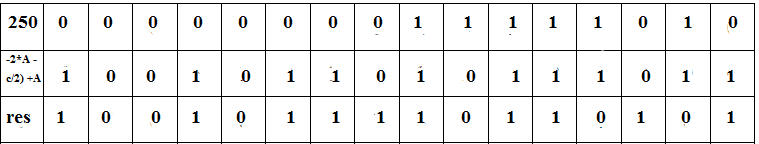 250 0 0 0 0 0 0 0 0 1 1 1 1 1 0 1 0
-2*A -
c/2) +A 1 0 0 1 0 1 1 0 1 0 1 1 1 0 1 1
res 1 0 0 1 0 1 1 1 1 0 1 1 0 1 0 1